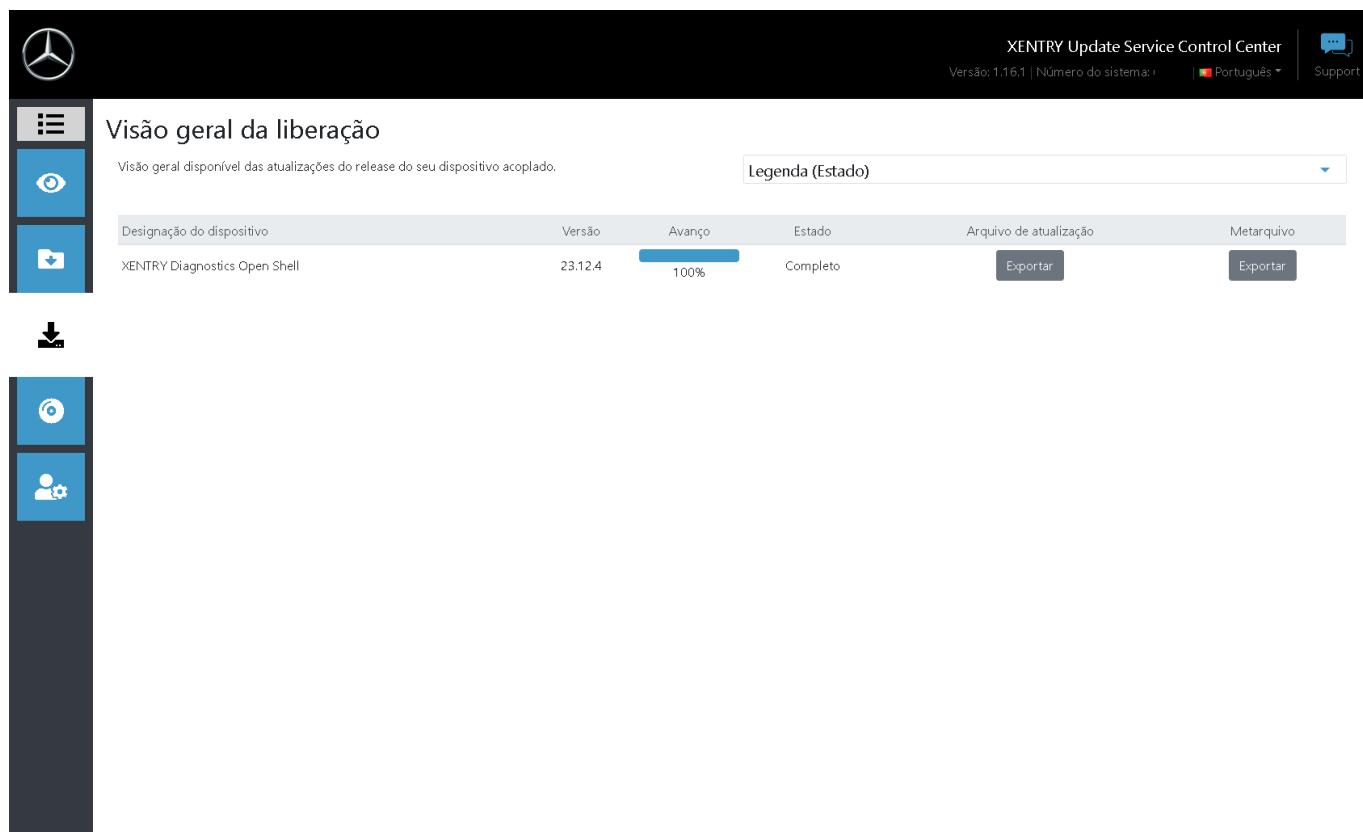 XENTRY Update Service Control Center
Versão: 1.16.1 | Número do sistema: | Português
Support
Visão geral da liberação
Visão geral disponível das atualizações do release do seu dispositivo acoplado.
Legenda (Estado)
Designação do dispositivo Versão Avanço Estado Arquivo de atualização Metarquivo
XENTRY Diagnostics Open Shell 23.12.4 100% Completo Exportar Exportar